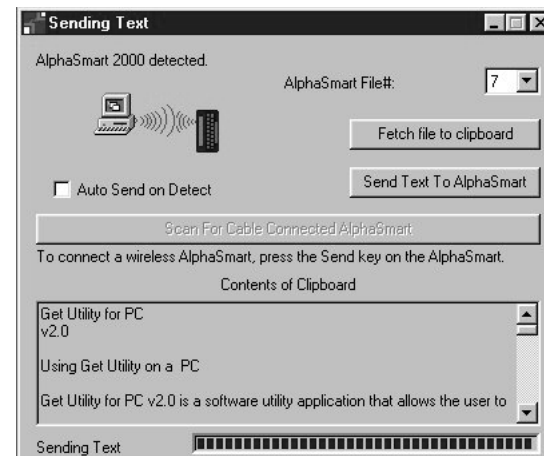 Sending Text
AlphaSmart 2000 detected.
AlphaSmart File#:
7
Fetch file to clipboard
Auto Send on Detect
Send Text To AlphaSmart
Scan For Cable Connected AlphaSmart
To connect a wireless AlphaSmart, press the Send key on the AlphaSmart.
Contents of Clipboard
Get Utility for PC
v2.0
Using Get Utility on a PC
Get Utility for PC v2.0 is a software utility application that allows the user to
Sending Text